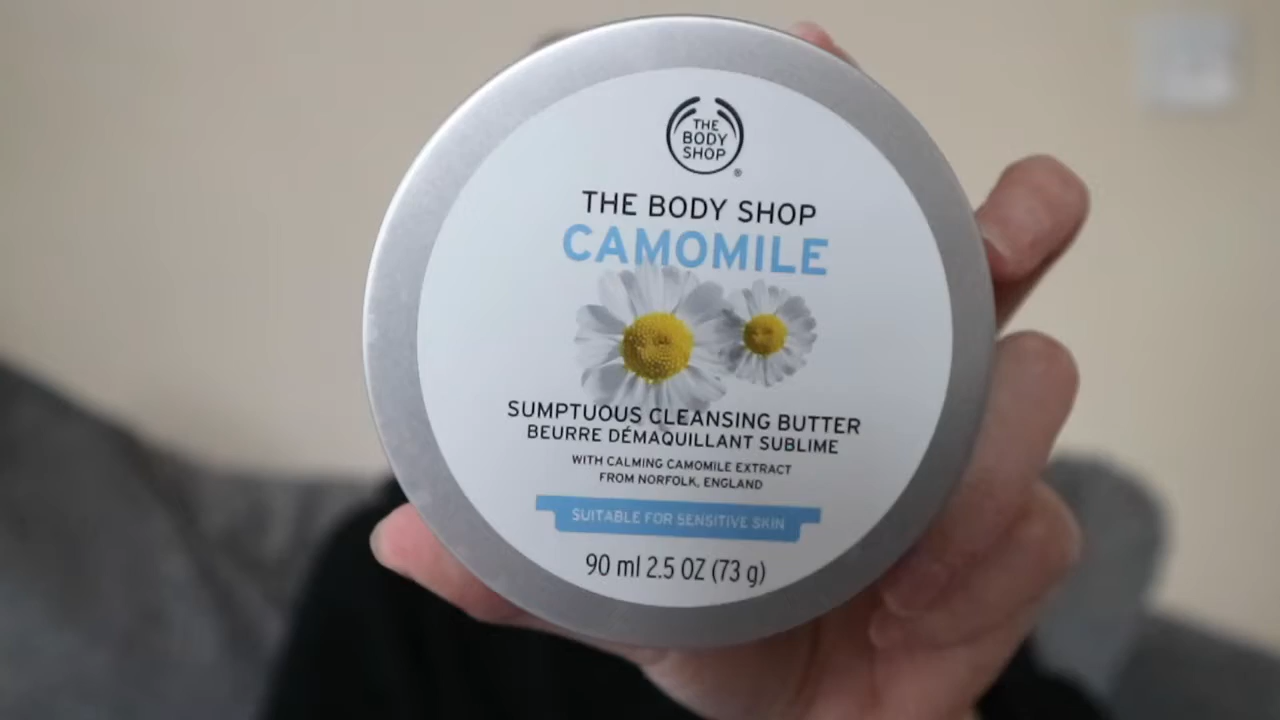 THE
BODY
SHOP
®
THE BODY SHOP
CAMOMILE
SUMPTUOUS CLEANSING BUTTER
BEURRE DÉMAQUILLANT SUBLIME
WITH CALMING CAMOMILE EXTRACT
FROM NORFOLK, ENGLAND
SUITABLE FOR SENSITIVE SKIN
90 ml 2.5 OZ (73 g)